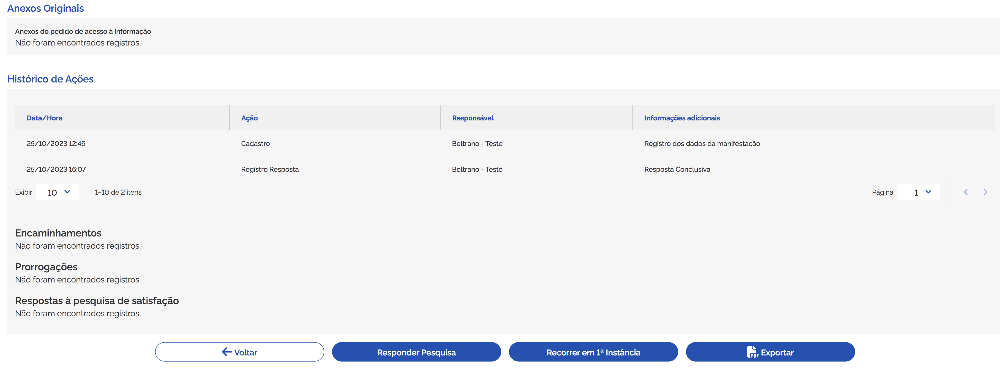 Anexos Originais
Anexos do pedido de acesso à informação
Não foram encontrados registros.
Histórico de Ações
Data/Hora Ação Responsável Informações adicionais
25/10/2023 12:46 Cadastro Beltrano - Teste Registro dos dados da manifestação
25/10/2023 16:07 Registro Resposta Beltrano - Teste Resposta Conclusiva
Exibir 10 1–10 de 2 itens Página 1
Encaminhamentos
Não foram encontrados registros.
Prorrogações
Não foram encontrados registros.
Respostas à pesquisa de satisfação
Não foram encontrados registros.
Voltar Responder Pesquisa Recorrer em 1ª Instância PDF Exportar